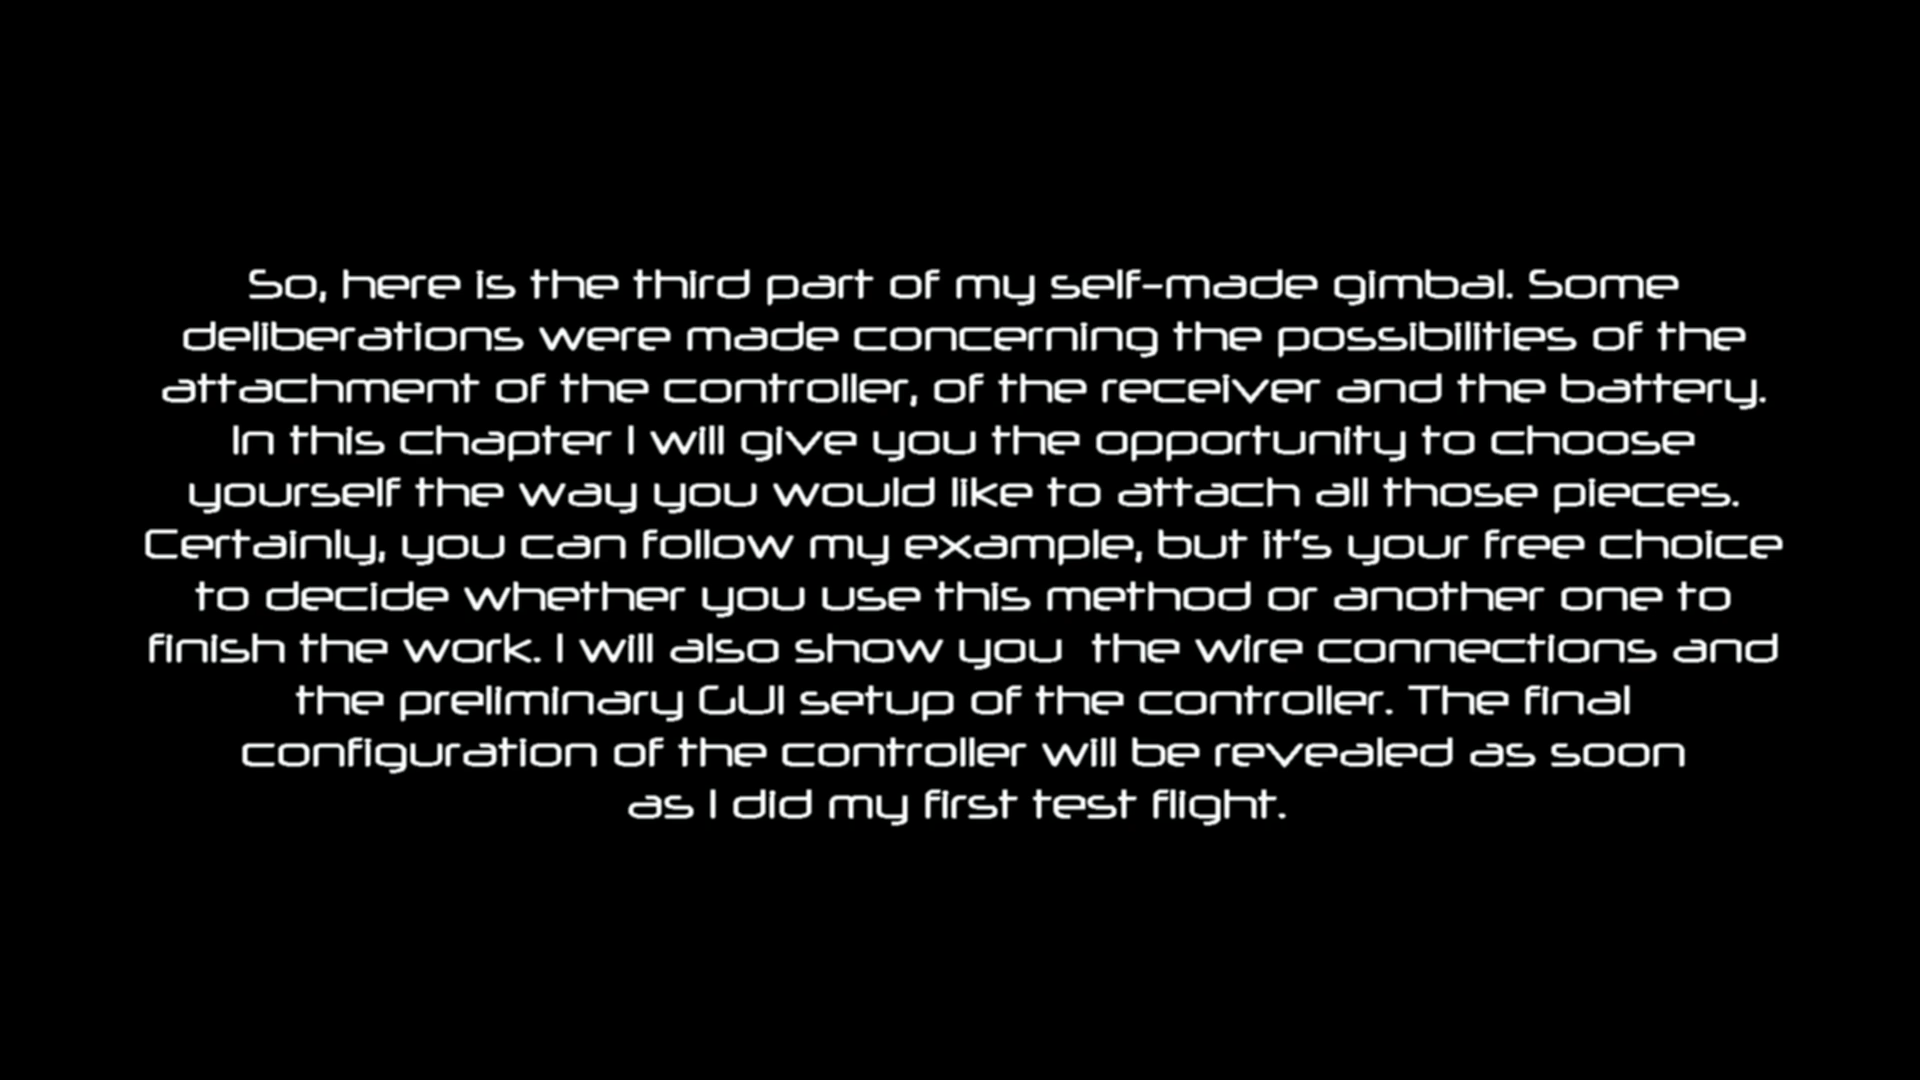 So, here is the third part of my self-made gimbal. Some
deliberations were made concerning the possibilities of the
attachment of the controller, of the receiver and the battery.
In this chapter I will give you the opportunity to choose
yourself the way you would like to attach all those pieces.
Certainly, you can follow my example, but it's your free choice
to decide whether you use this method or another one to
finish the work. I will also show you  the wire connections and
the preliminary GUI setup of the controller. The final
configuration of the controller will be revealed as soon
as I did my first test flight.